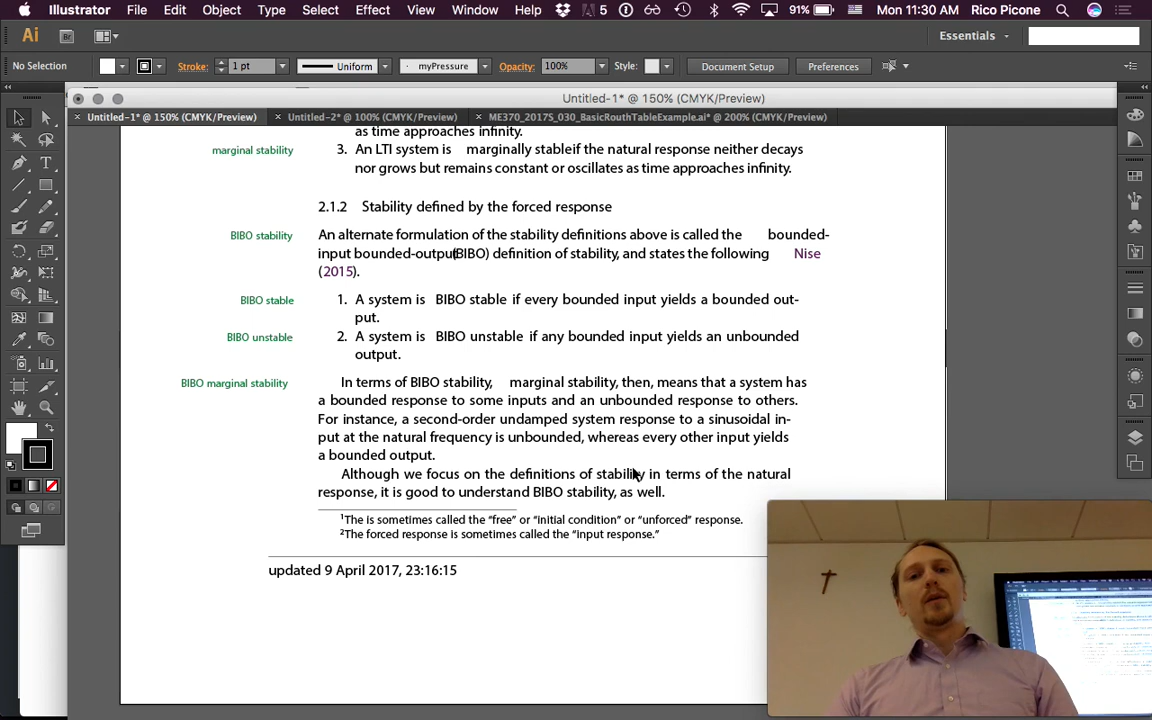 Illustrator File Edit Object Type Select Effect View Window Help 5 91% Mon 11:30 AM Rico Picone
Ai Br Essentials
No Selection Stroke: 1 pt Uniform myPressure Opacity: 100% Style: Document Setup Preferences
Untitled-1* @ 150% (CMYK/Preview)
Untitled-1* @ 150% (CMYK/Preview) Untitled-2* @ 100% (CMYK/Preview) ME370_2017S_030_BasicRouthTableExample.ai* @ 200% (CMYK/Preview)
as time approaches infinity.
marginal stability 3. An LTI system is marginally stableif the natural response neither decays
nor grows but remains constant or oscillates as time approaches infinity.
2.1.2 Stability defined by the forced response
BIBO stability An alternate formulation of the stability definitions above is called the bounded-
input bounded-output(BIBO) definition of stability, and states the following Nise
(2015).
BIBO stable 1. A system is BIBO stable if every bounded input yields a bounded out-
put.
BIBO unstable 2. A system is BIBO unstable if any bounded input yields an unbounded
output.
BIBO marginal stability In terms of BIBO stability, marginal stability, then, means that a system has
a bounded response to some inputs and an unbounded response to others.
For instance, a second-order undamped system response to a sinusoidal in-
put at the natural frequency is unbounded, whereas every other input yields
a bounded output.
Although we focus on the definitions of stability in terms of the natural
response, it is good to understand BIBO stability, as well.
1The is sometimes called the “free” or “initial condition” or “unforced” response.
2The forced response is sometimes called the “input response.”
updated 9 April 2017, 23:16:15